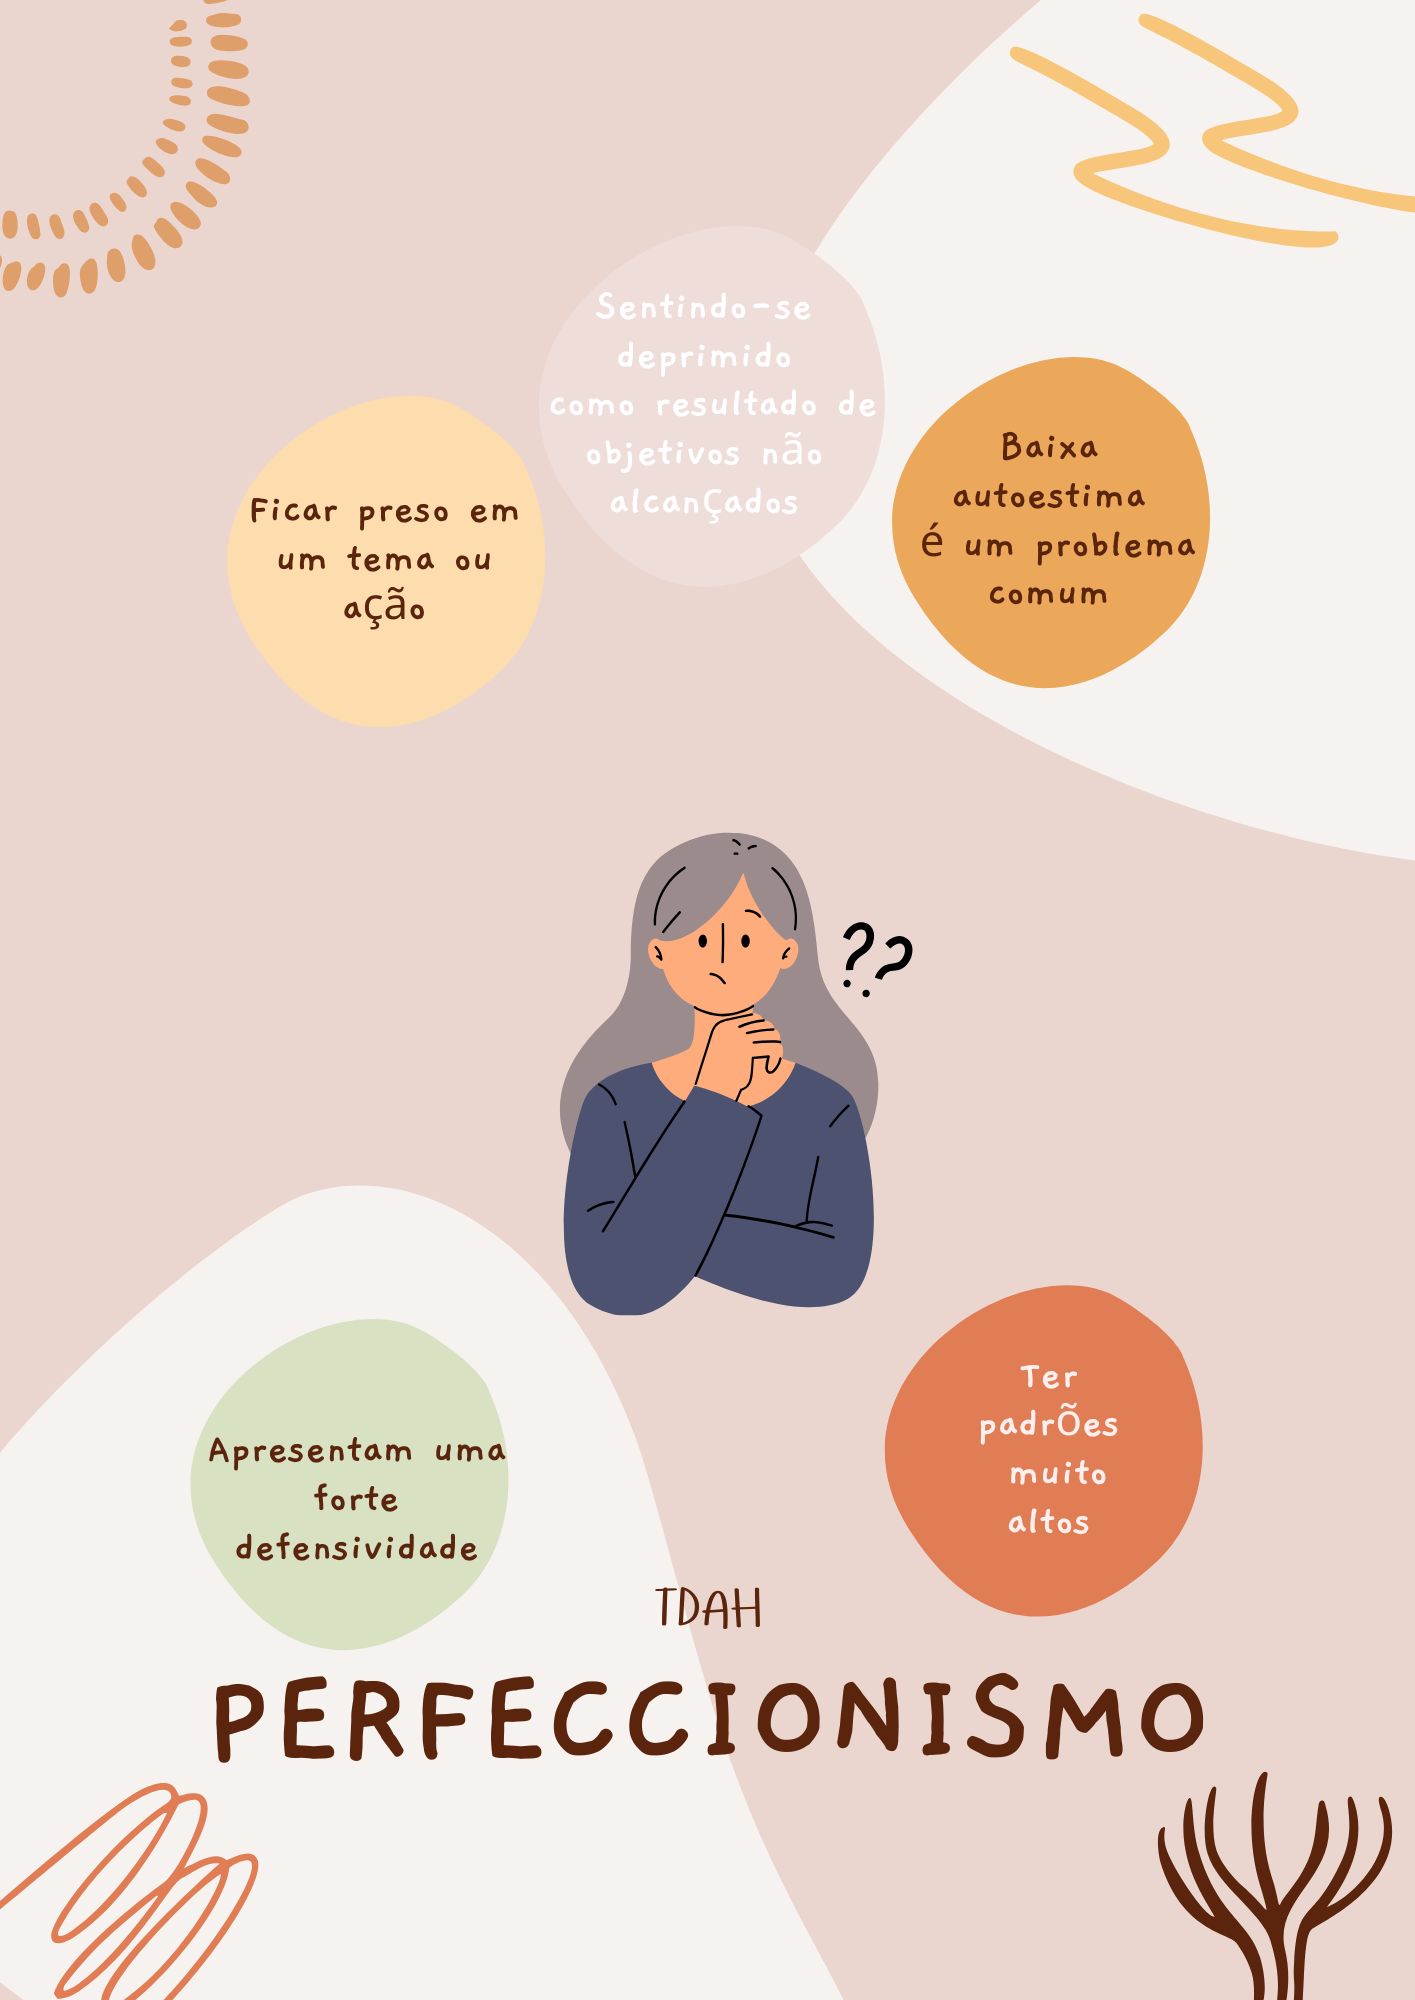 Sentindo-se
deprimido
como resultado de
objetivos não
alcanÇados
Ficar preso em
um tema ou
ação
Baixa
autoestima
é um problema
comum
??
Apresentam uma
forte
defensividade
Ter
padrÕes
muito
altos
TDAH
PERFECCIONISMO